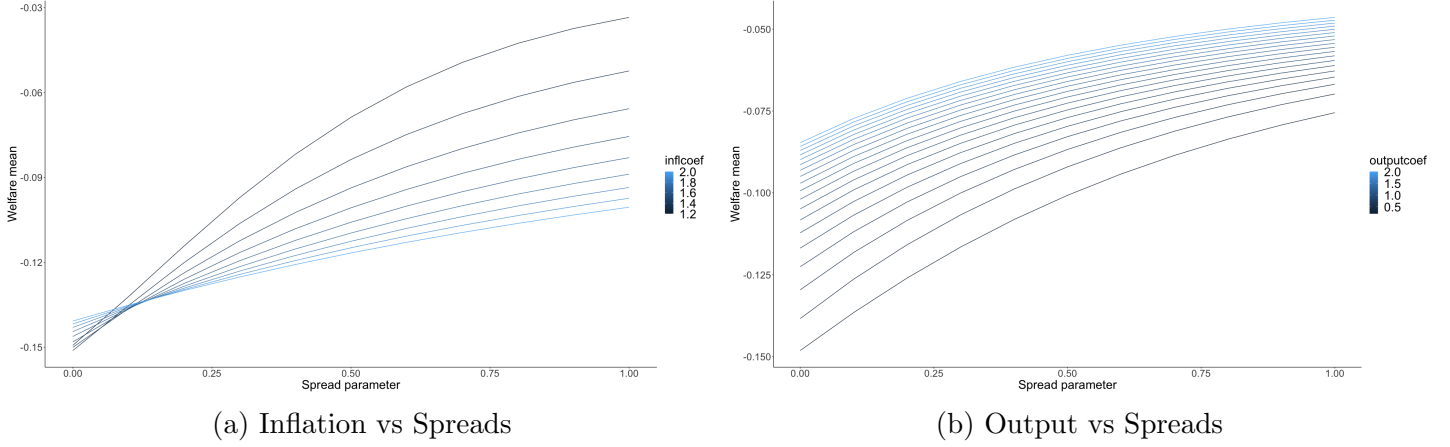 -0.03
-0.06
-0.09
-0.12
-0.15
Welfare mean
0.00 0.25 0.50 0.75 1.00
Spread parameter
inflcoef
2.0
1.8
1.6
1.4
1.2
(a) Inflation vs Spreads
-0.050
-0.075
-0.100
-0.125
-0.150
Welfare mean
0.00 0.25 0.50 0.75 1.00
Spread parameter
outputcoef
2.0
1.5
1.0
0.5
(b) Output vs Spreads